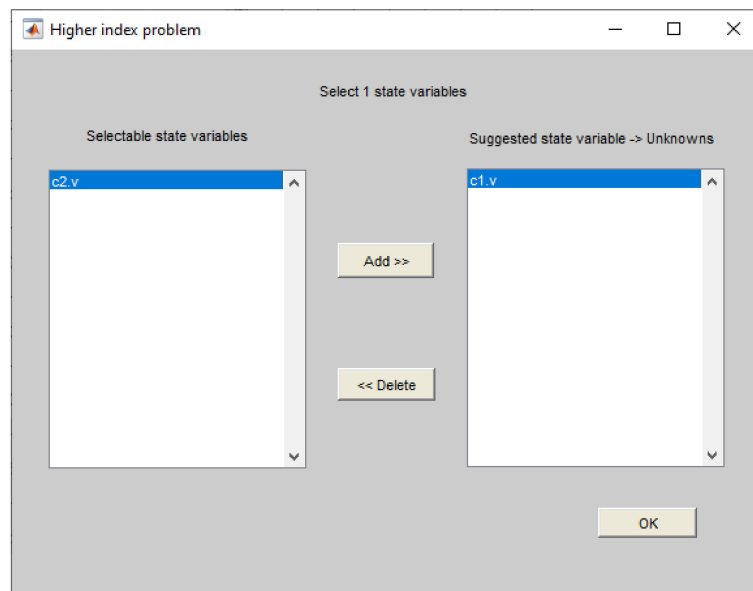 Higher index problem
Select 1 state variables
Selectable state variables
Suggested state variable -> Unknowns
c2.v
c1.v
Add >>
<< Delete
OK